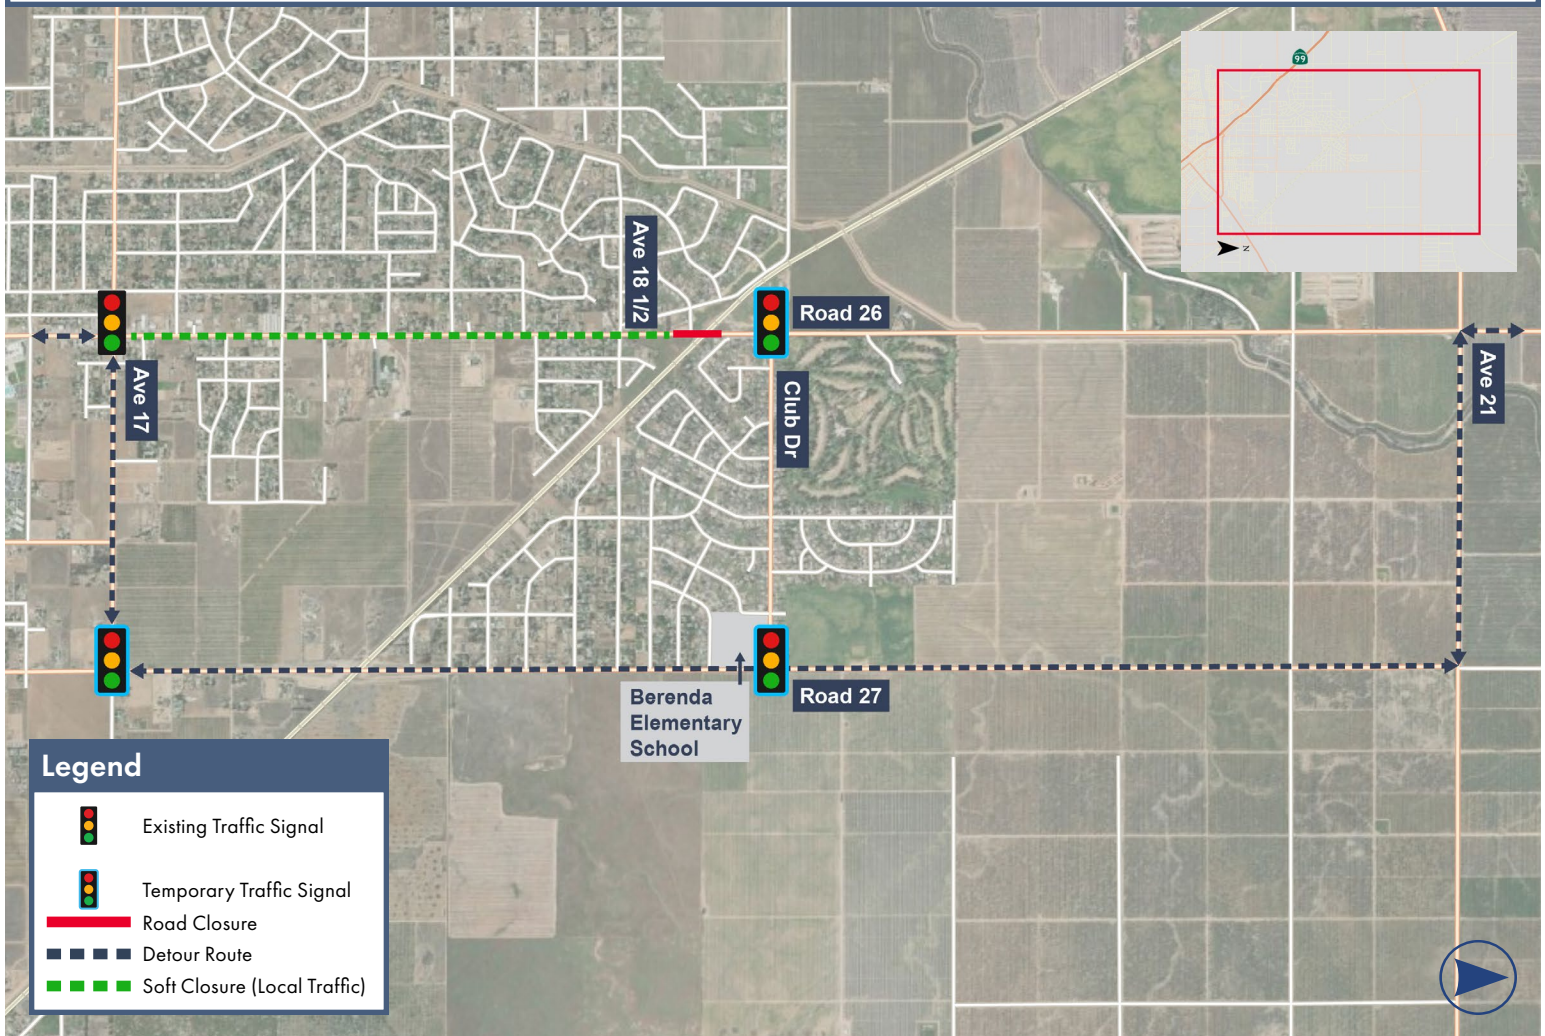 99
N
Ave 18 1/2
Road 26
Ave 17
Club Dr
Ave 21
Berenda
Elementary
School
Road 27
Legend
Existing Traffic Signal
Temporary Traffic Signal
Road Closure
Detour Route
Soft Closure (Local Traffic)